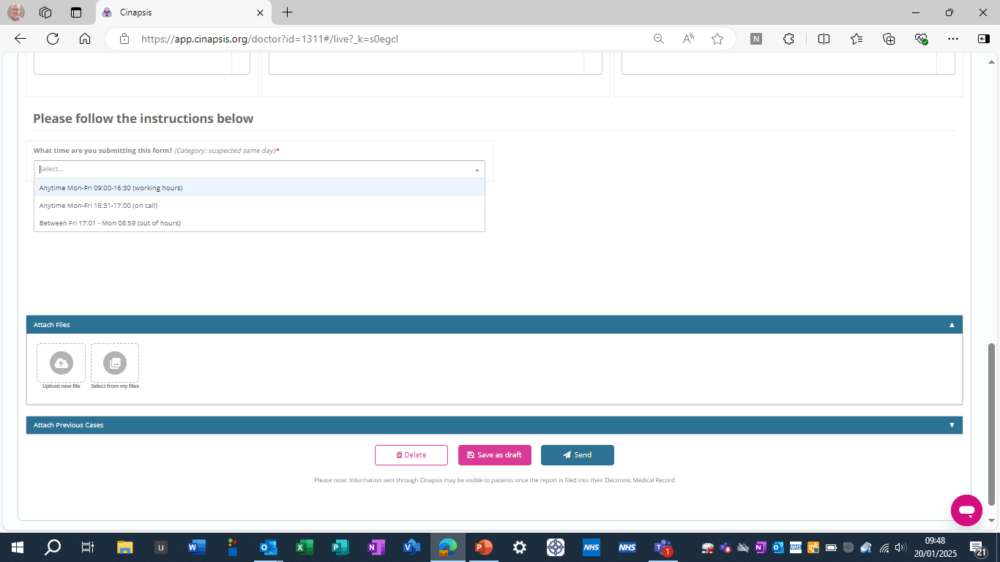 Cinapsis
https://app.cinapsis.org/doctor?id=1311#/live?_k=s0egcl
Please follow the instructions below
What time are you submitting this form? (Category: suspected same day)*
Select...
Anytime Mon-Fri 09:00-16:30 (working hours)
Anytime Mon-Fri 16:31-17:00 (on call)
Between Fri 17:01 - Mon 08:59 (out of hours)
Attach Files
Upload new file
Select from my files
Attach Previous Cases
Delete
Save as draft
Send
Please note: Information sent through Cinapsis may be visible to patients once the report is filed into their Electronic Medical Record
09:48
20/01/2025
21